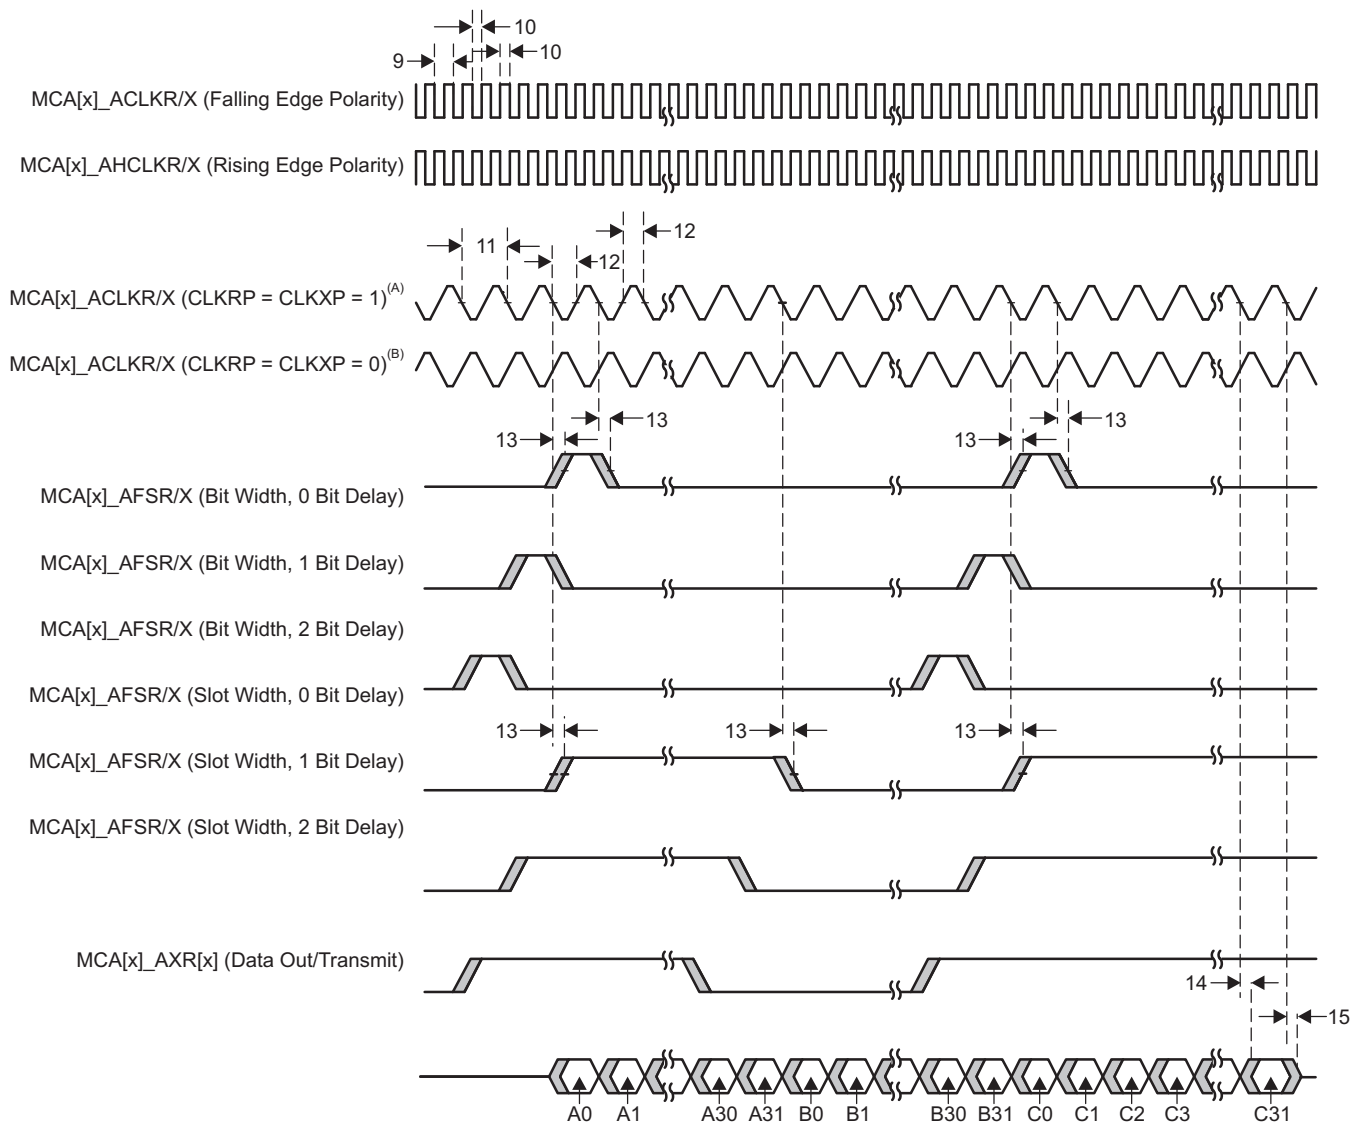 10
9
10
MCA[x]_ACLKR/X (Falling Edge Polarity)
MCA[x]_AHCLKR/X (Rising Edge Polarity)
12
11
12
MCA[x]_ACLKR/X (CLKRP = CLKXP = 1)(A)
MCA[x]_ACLKR/X (CLKRP = CLKXP = 0)(B)
13
13
13
13
MCA[x]_AFSR/X (Bit Width, 0 Bit Delay)
MCA[x]_AFSR/X (Bit Width, 1 Bit Delay)
MCA[x]_AFSR/X (Bit Width, 2 Bit Delay)
MCA[x]_AFSR/X (Slot Width, 0 Bit Delay)
13
13
13
MCA[x]_AFSR/X (Slot Width, 1 Bit Delay)
MCA[x]_AFSR/X (Slot Width, 2 Bit Delay)
MCA[x]_AXR[x] (Data Out/Transmit)
14
15
A0 A1 A30 A31 B0 B1 B30 B31 C0 C1 C2 C3 C31